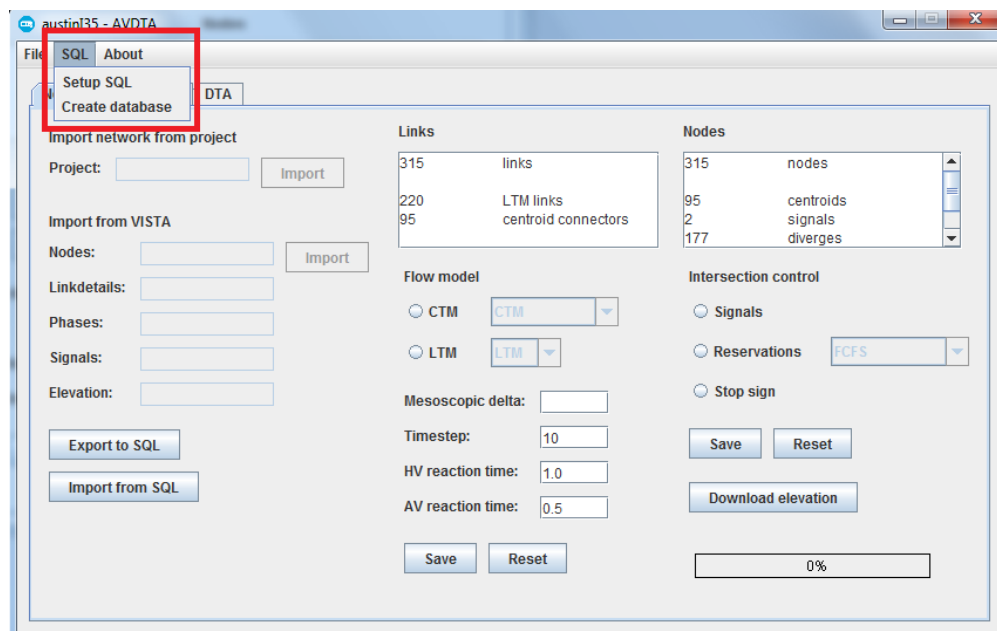 austinI35 - AVDTA
File SQL About
Setup SQL
Create database
DTA
Import network from project
Project:
Import
Import from VISTA
Nodes:
Import
Linkdetails:
Phases:
Signals:
Elevation:
Export to SQL
Import from SQL
Links
315 links
220 LTM links
95 centroid connectors
Flow model
CTM CTM
LTM LTM
Mesoscopic delta:
Timestep: 10
HV reaction time: 1.0
AV reaction time: 0.5
Save Reset
Nodes
315 nodes
95 centroids
2 signals
177 diverges
Intersection control
Signals
Reservations FCFS
Stop sign
Save Reset
Download elevation
0%